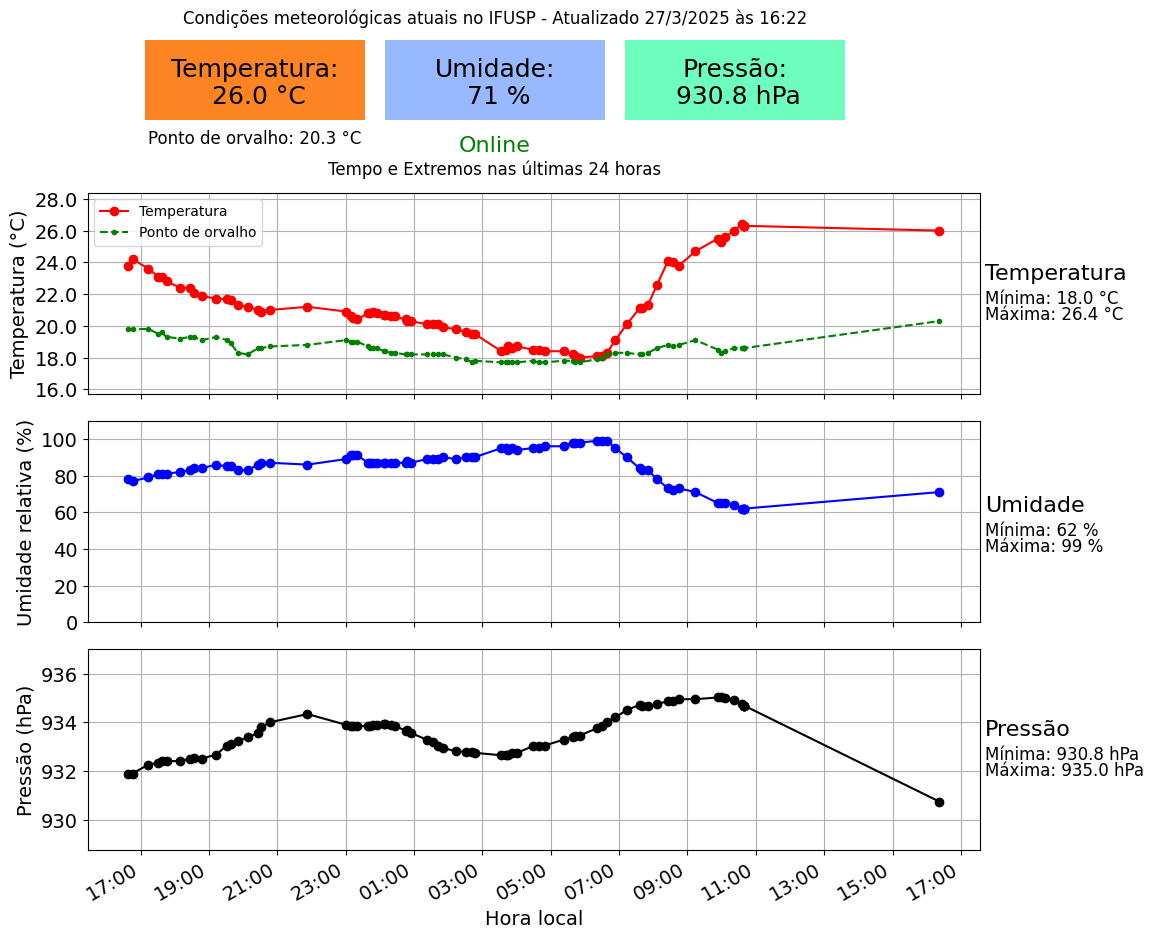 Condições meteorológicas atuais no IFUSP - Atualizado 27/3/2025 às 16:22
Temperatura:
26.0 °C
Umidade:
71 %
Pressão:
930.8 hPa
Ponto de orvalho: 20.3 °C
Online
Tempo e Extremos nas últimas 24 horas
Temperatura (°C)
28.0
26.0
24.0
22.0
20.0
18.0
16.0
Temperatura
Ponto de orvalho
Temperatura
Mínima: 18.0 °C
Máxima: 26.4 °C
Umidade relativa (%)
100
80
60
40
20
0
Umidade
Mínima: 62 %
Máxima: 99 %
Pressão (hPa)
936
934
932
930
Pressão
Mínima: 930.8 hPa
Máxima: 935.0 hPa
17:00 19:00 21:00 23:00 01:00 03:00 05:00 07:00 09:00 11:00 13:00 15:00 17:00
Hora local